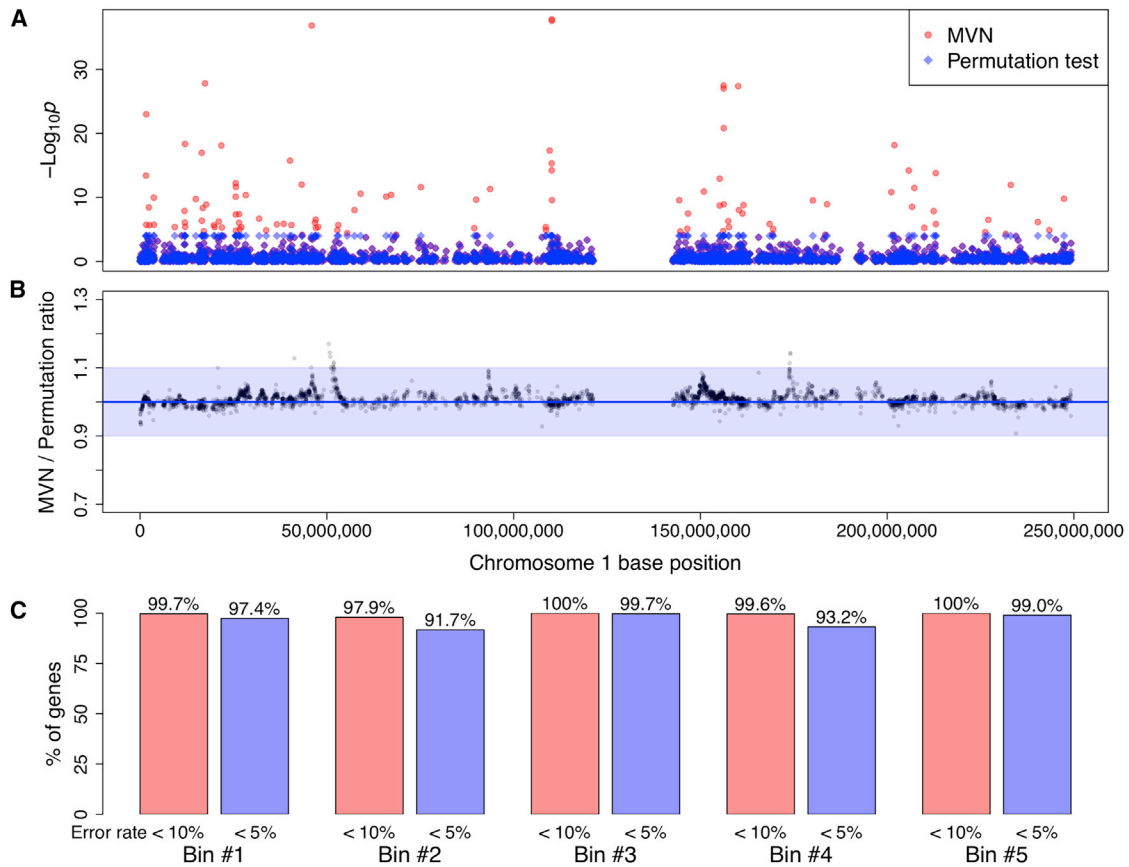 A
−Log10p
30
20
10
0
MVN
Permutation test
B
MVN / Permutation ratio
1.3
1.1
0.9
0.7
0 50,000,000 100,000,000 150,000,000 200,000,000 250,000,000
Chromosome 1 base position
C
% of genes
100
75
50
25
0
99.7% 97.4% 97.9% 91.7% 100% 99.7% 99.6% 93.2% 100% 99.0%
Error rate < 10% < 5% < 10% < 5% < 10% < 5% < 10% < 5% < 10% < 5%
Bin #1 Bin #2 Bin #3 Bin #4 Bin #5